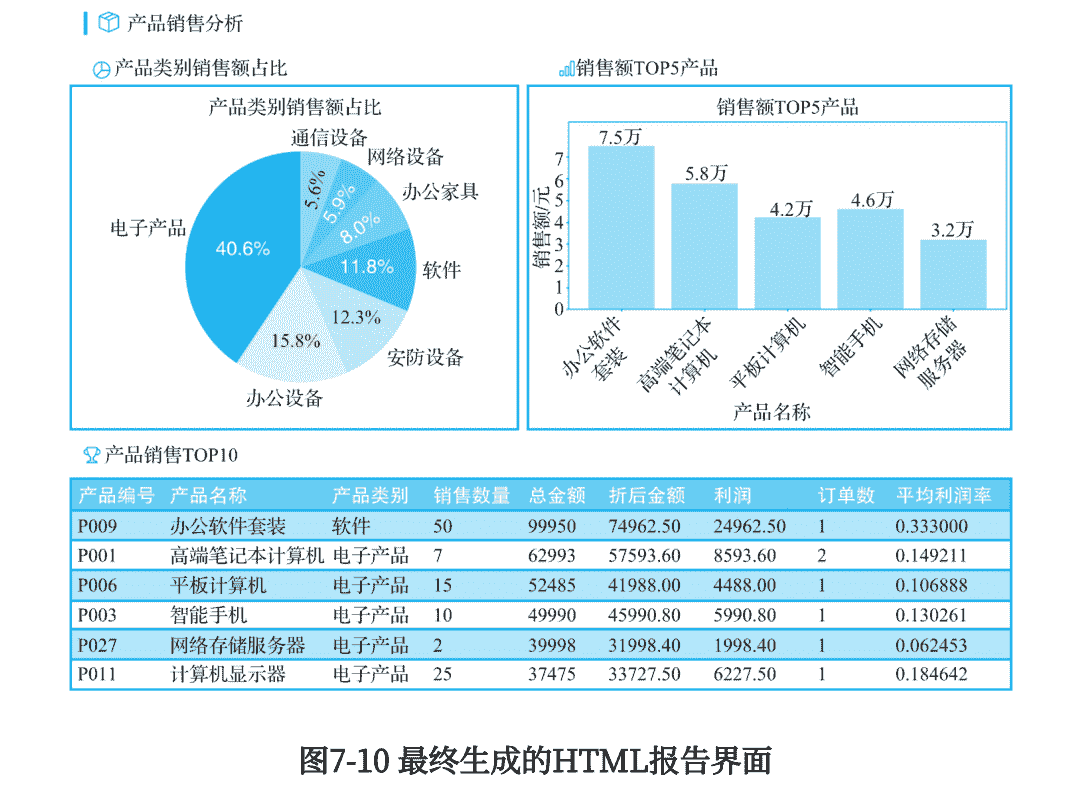 产品销售分析
产品类别销售额占比
销售额TOP5产品
产品类别销售额占比
通信设备
网络设备
办公家具
电子产品
软件
安防设备
办公设备
5.6%
5.9%
8.0%
40.6%
11.8%
12.3%
15.8%
销售额TOP5产品
7.5万
5.8万
4.2万
4.6万
3.2万
销售额/元
7
6
5
4
3
2
1
0
办公软件
套装
高端笔记本
计算机
平板计算机
智能手机
网络存储
服务器
产品名称
产品销售TOP10
产品编号 产品名称 产品类别 销售数量 总金额 折后金额 利润 订单数 平均利润率
P009 办公软件套装 软件 50 99950 74962.50 24962.50 1 0.333000
P001 高端笔记本计算机 电子产品 7 62993 57593.60 8593.60 2 0.149211
P006 平板计算机 电子产品 15 52485 41988.00 4488.00 1 0.106888
P003 智能手机 电子产品 10 49990 45990.80 5990.80 1 0.130261
P027 网络存储服务器 电子产品 2 39998 31998.40 1998.40 1 0.062453
P011 计算机显示器 电子产品 25 37475 33727.50 6227.50 1 0.184642
图7-10 最终生成的HTML报告界面